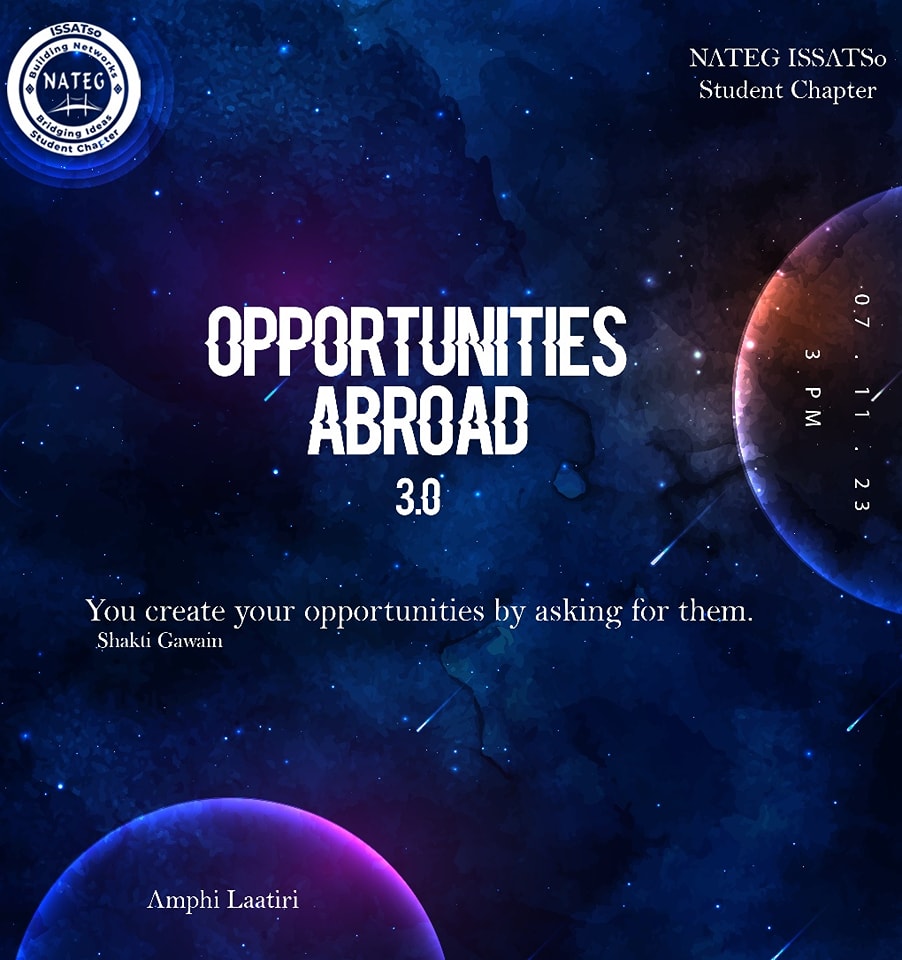 ISSATso
Building Networks
NATEG
Bridging Ideas
Student Chapter
NATEG ISSATSo
Student Chapter
OPPORTUNITIES
ABROAD
3.0
07 . 11 . 23
3 PM
You create your opportunities by asking for them.
Shakti Gawain
Amphi Laatiri